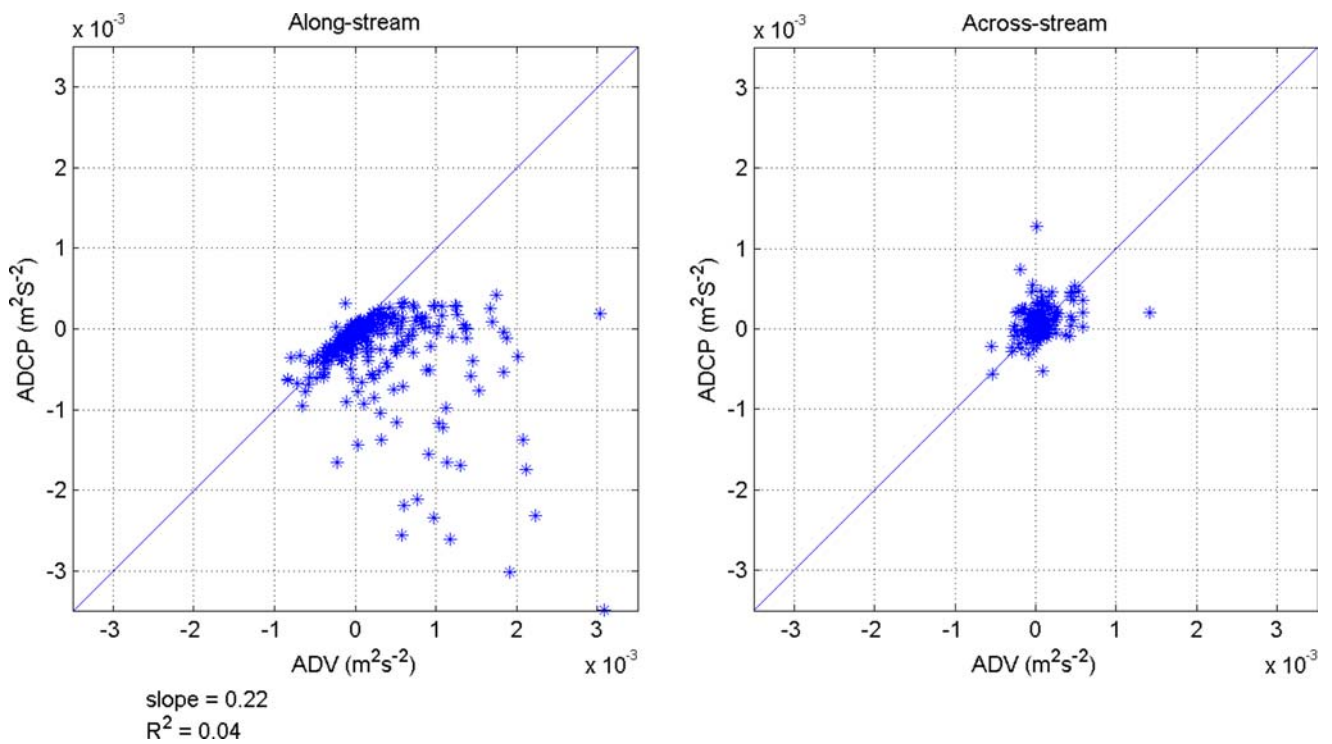 Along-stream
x 10⁻³
3
2
1
0
-1
-2
-3
ADCP (m²S⁻²)
-3 -2 -1 0 1 2 3
ADV (m²s⁻²)
x 10⁻³
slope = 0.22
R² = 0.04
Across-stream
x 10⁻³
3
2
1
0
-1
-2
-3
ADCP (m²S⁻²)
-3 -2 -1 0 1 2 3
ADV (m²s⁻²)
x 10⁻³